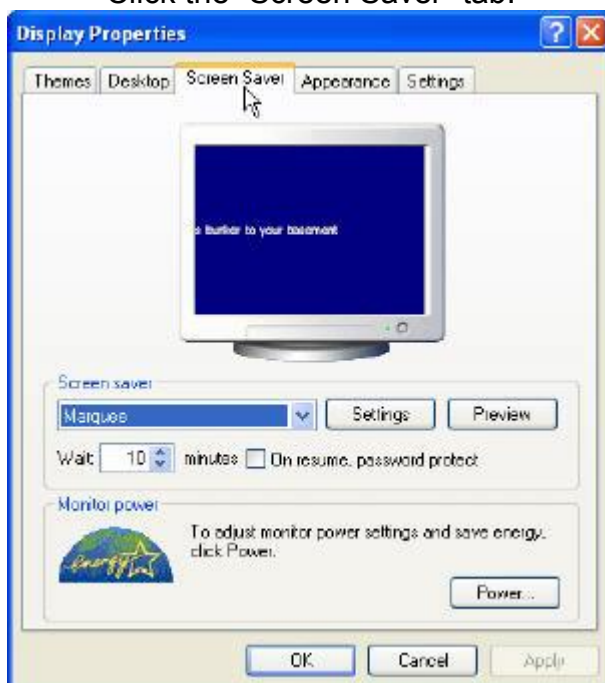 Click the "Screen Saver" tab.
Display Properties
Themes Desktop Screen Saver Appearance Settings
s bunker to your basement
Screen saver
Marquee Settings Preview
Wait: 10 minutes On resume, password protect
Monitor power
To adjust monitor power settings and save energy,
click Power.
energy
Power...
OK Cancel Apply